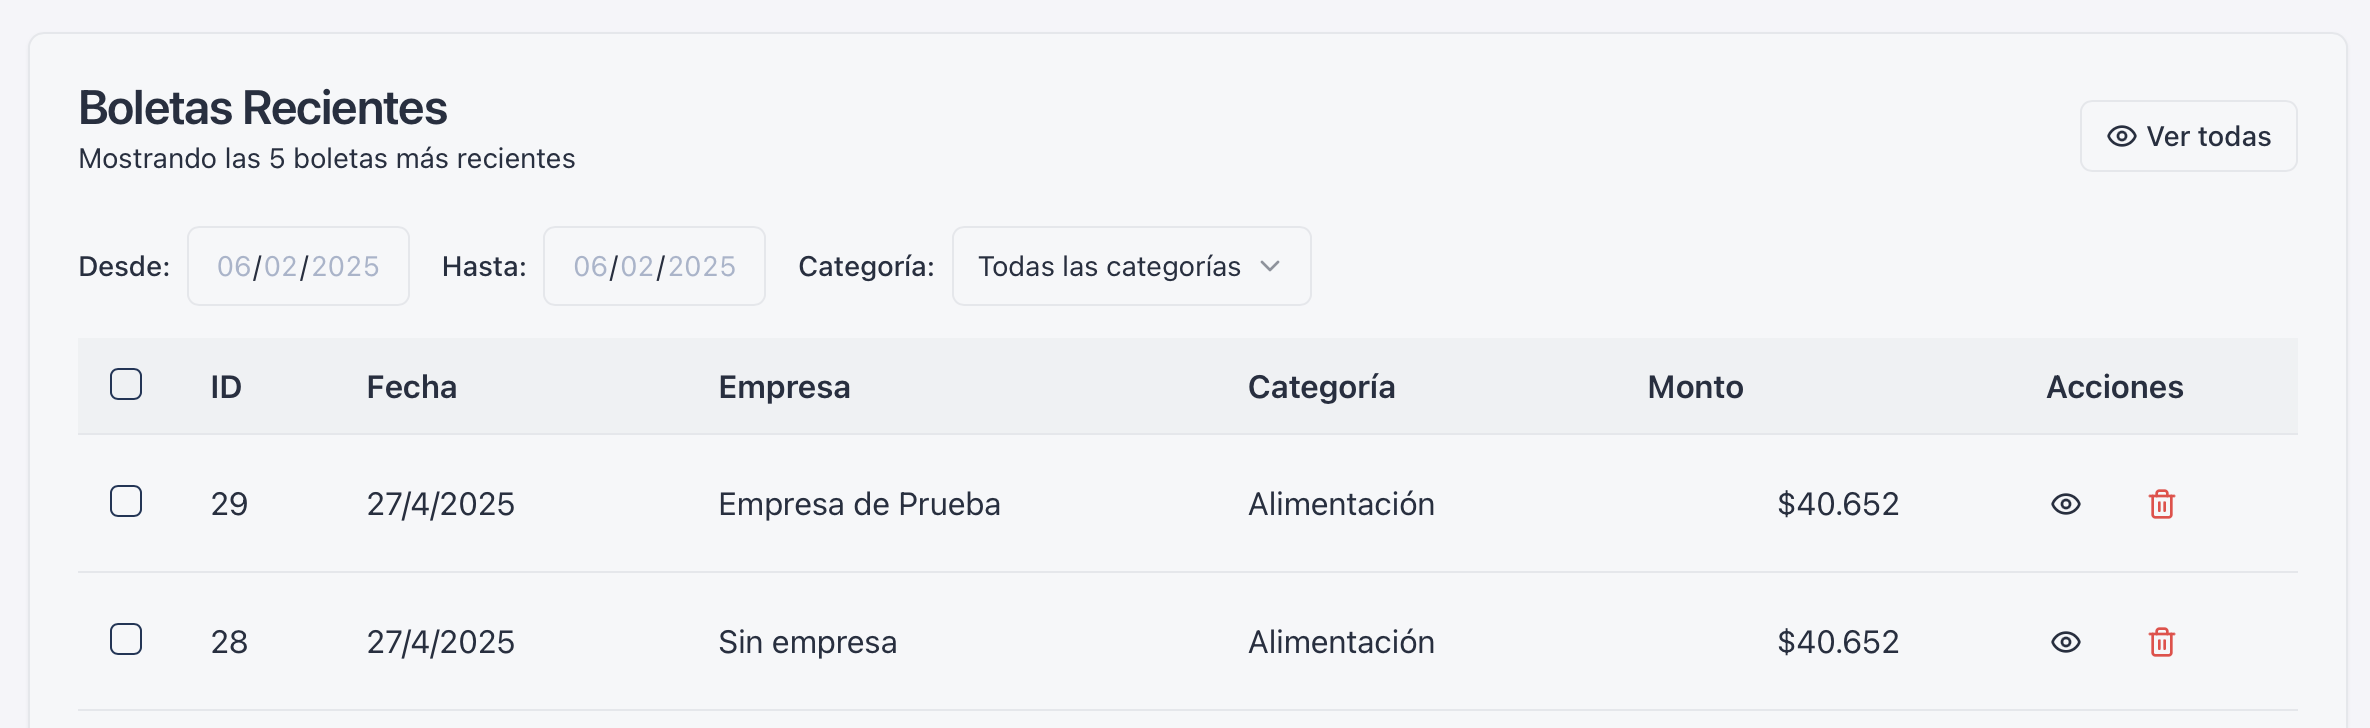 Boletas Recientes
Mostrando las 5 boletas más recientes
Ver todas
Desde: 06/02/2025 Hasta: 06/02/2025 Categoría: Todas las categorías
ID Fecha Empresa Categoría Monto Acciones
29 27/4/2025 Empresa de Prueba Alimentación $40.652
28 27/4/2025 Sin empresa Alimentación $40.652